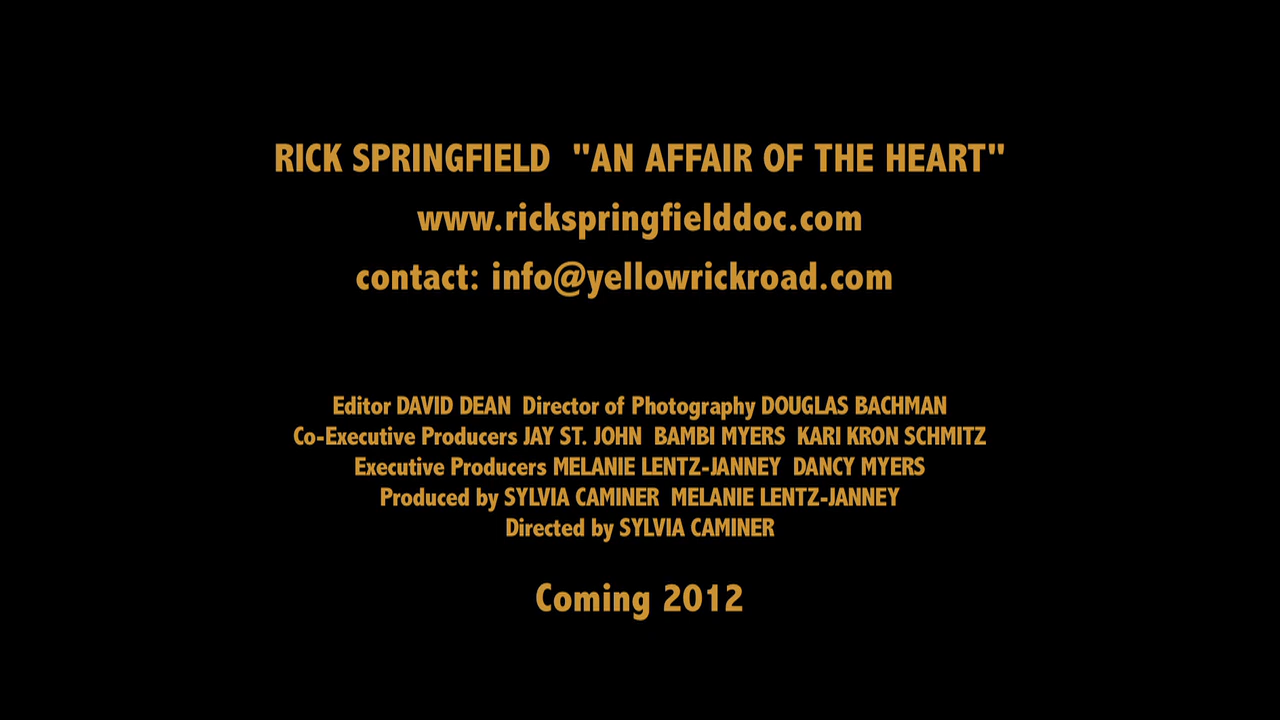 RICK SPRINGFIELD "AN AFFAIR OF THE HEART"
www.rickspringfielddoc.com
contact: info@yellowrickroad.com
Editor DAVID DEAN Director of Photography DOUGLAS BACHMAN
Co-Executive Producers JAY ST. JOHN BAMBI MYERS KARI KRON SCHMITZ
Executive Producers MELANIE LENTZ-JANNEY DANCY MYERS
Produced by SYLVIA CAMINER MELANIE LENTZ-JANNEY
Directed by SYLVIA CAMINER
Coming 2012